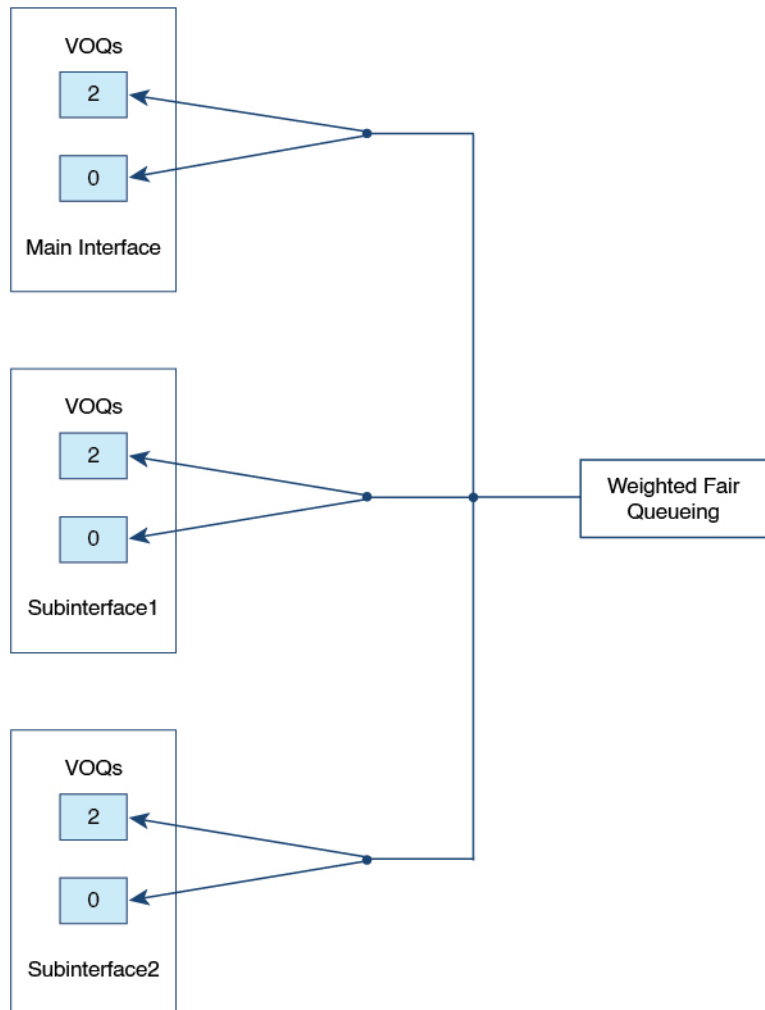 VOQs
2
0
Main Interface
VOQs
2
0
Subinterface1
Weighted Fair
Queueing
VOQs
2
0
Subinterface2